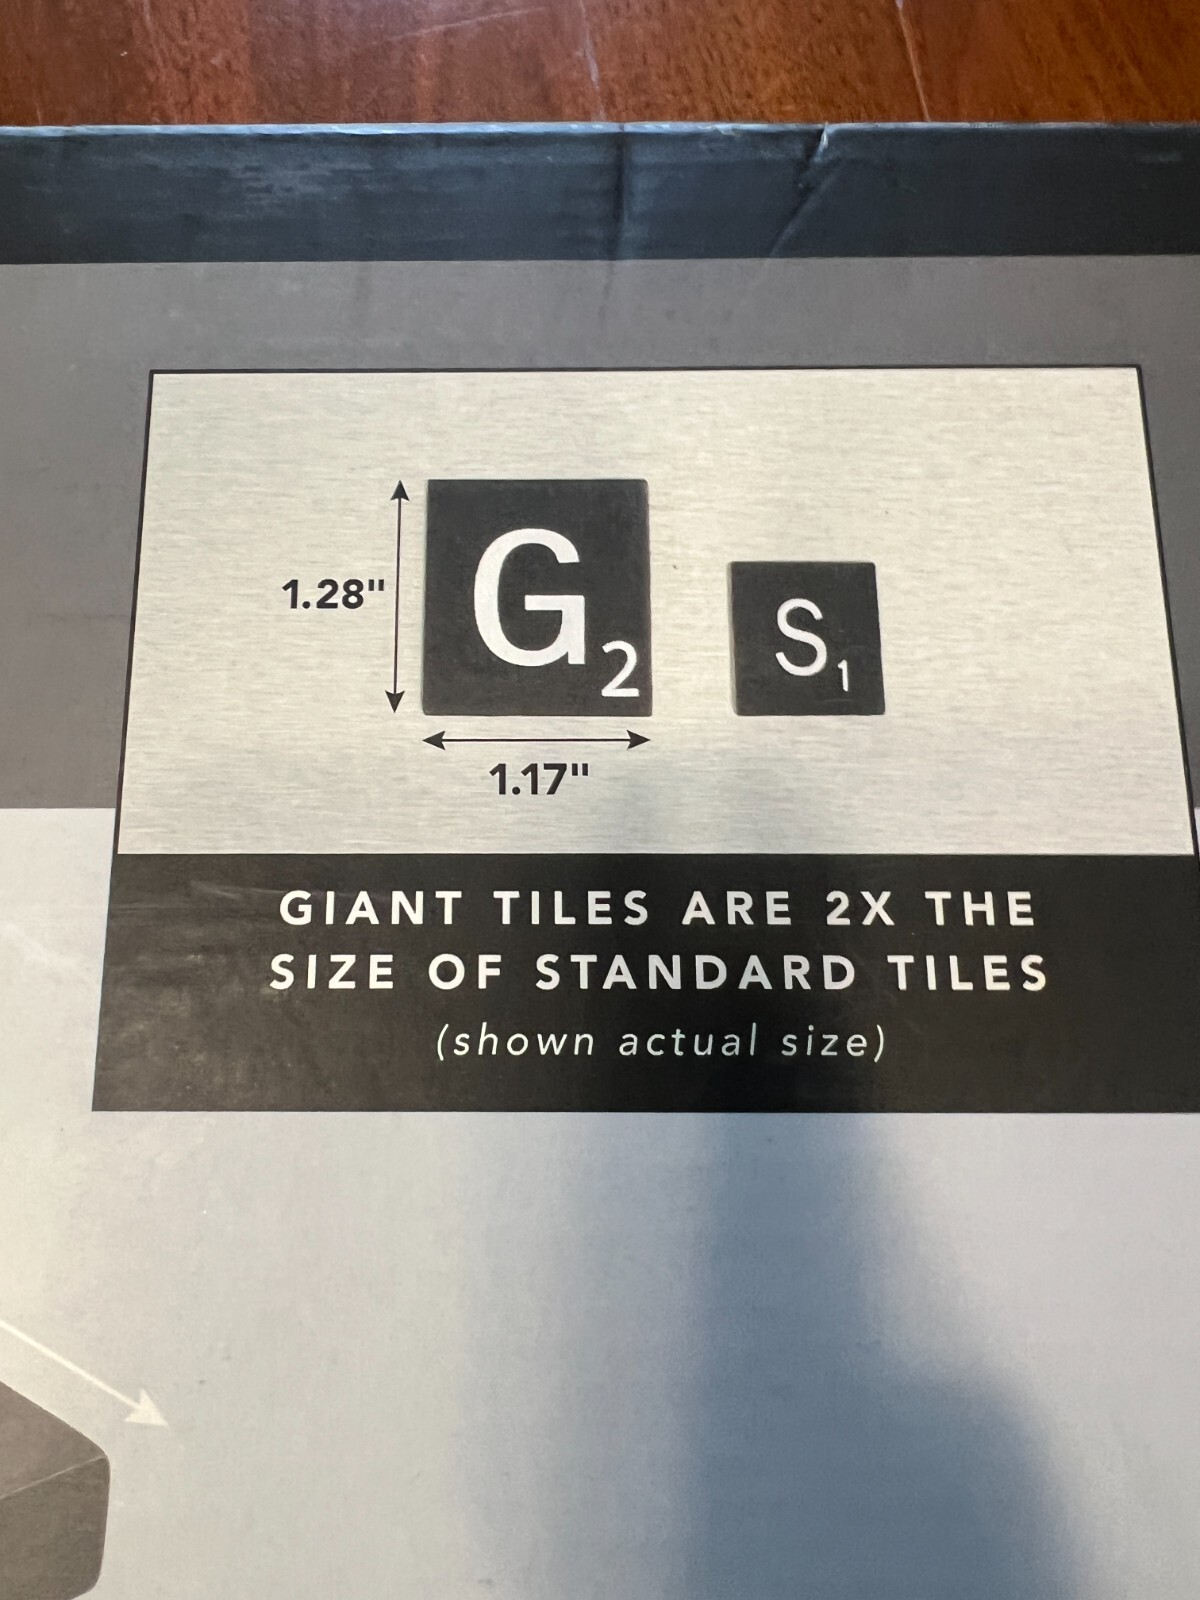 1.28"
G2
S1
1.17"
GIANT TILES ARE 2X THE
SIZE OF STANDARD TILES
(shown actual size)